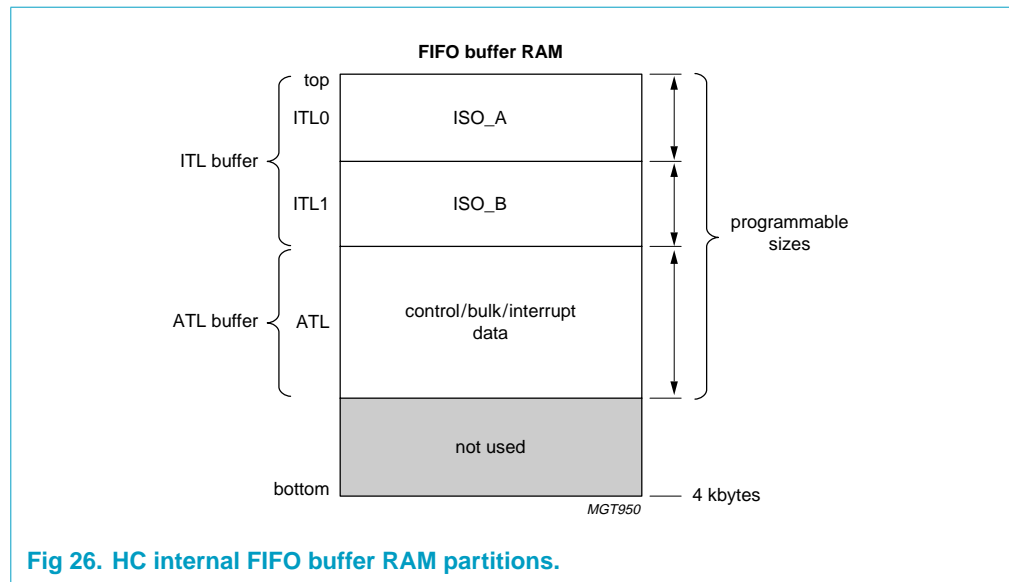 FIFO buffer RAM
top
ITL0
ISO_A
ITL buffer
ITL1
ISO_B
programmable
sizes
ATL buffer
ATL
control/bulk/interrupt
data
not used
bottom
4 kbytes
MGT950
Fig 26. HC internal FIFO buffer RAM partitions.